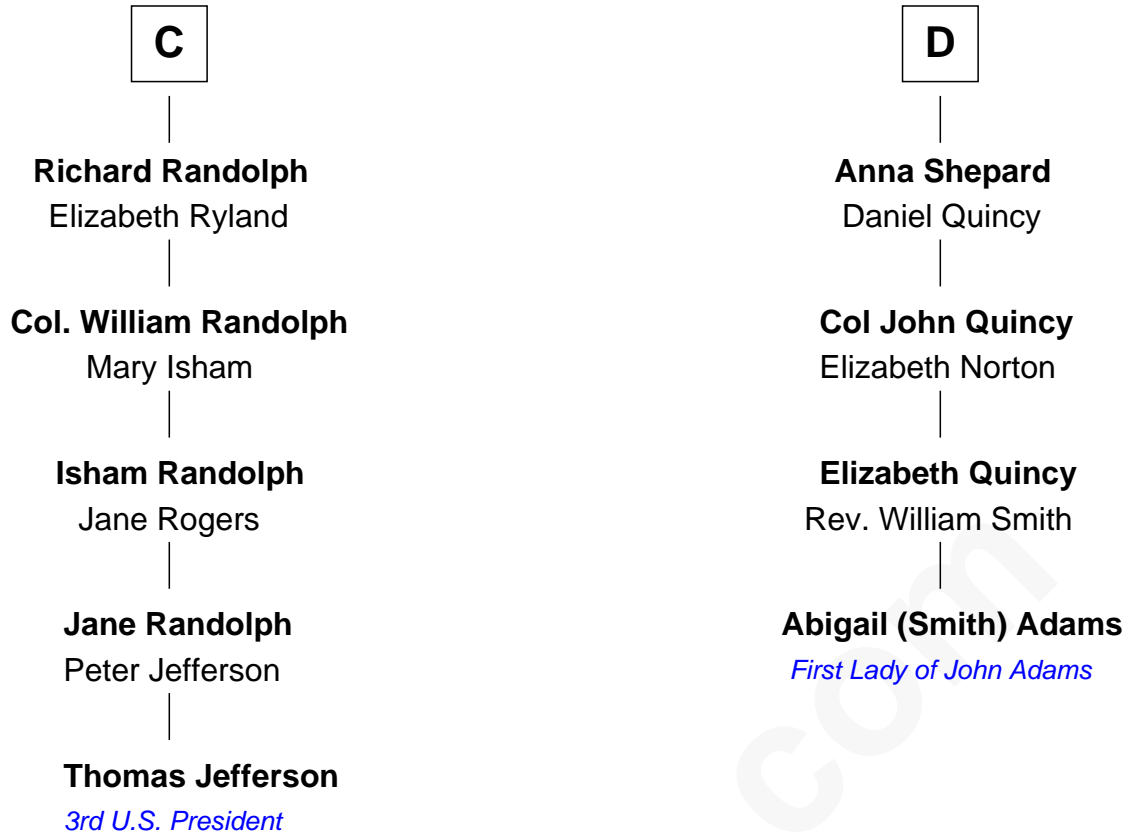 C
Richard Randolph
Elizabeth Ryland
Col. William Randolph
Mary Isham
Isham Randolph
Jane Rogers
Jane Randolph
Peter Jefferson
Thomas Jefferson
3rd U.S. President
D
Anna Shepard
Daniel Quincy
Col John Quincy
Elizabeth Norton
Elizabeth Quincy
Rev. William Smith
Abigail (Smith) Adams
First Lady of John Adams
com